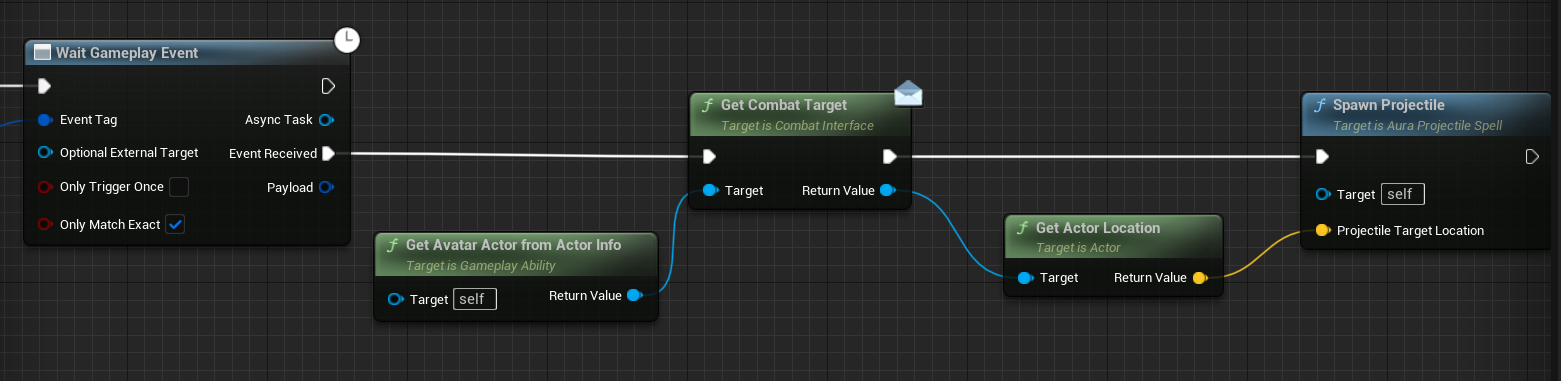 Wait Gameplay Event
Event Tag
Async Task
Optional External Target
Event Received
Only Trigger Once
Payload
Only Match Exact
Get Avatar Actor from Actor Info
Target is Gameplay Ability
Target self
Return Value
Get Combat Target
Target is Combat Interface
Target
Return Value
Get Actor Location
Target is Actor
Target
Return Value
Spawn Projectile
Target is Aura Projectile Spell
Target self
Projectile Target Location